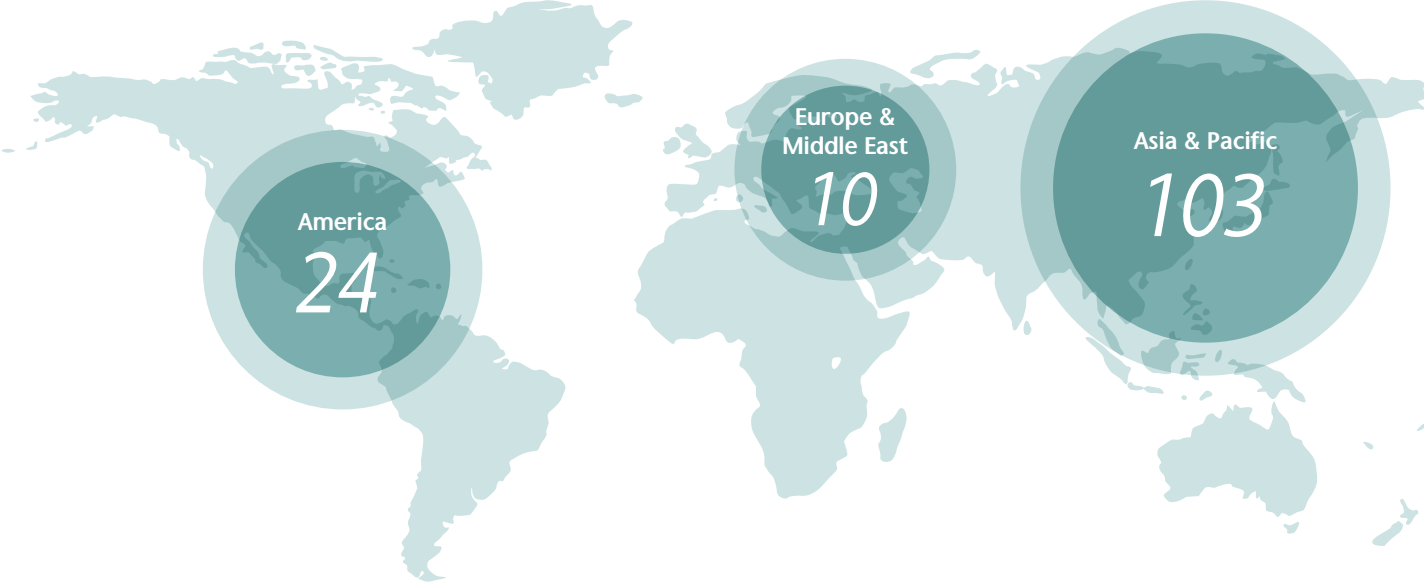 America
24
Europe &
Middle East
10
Asia & Pacific
103